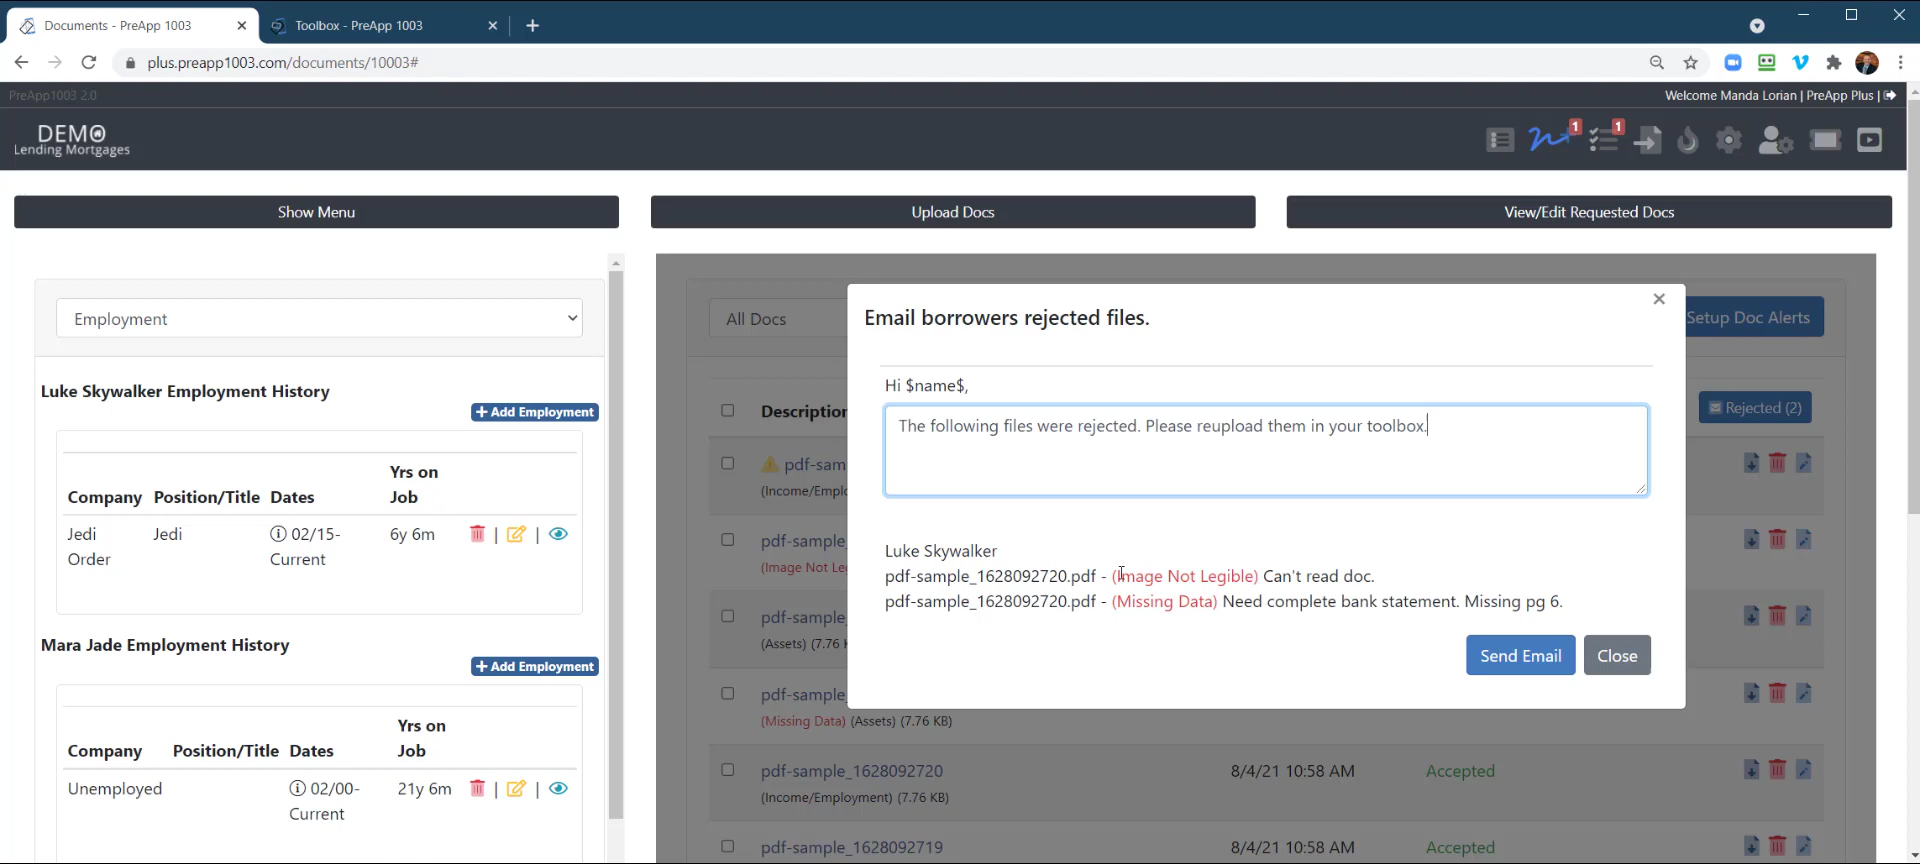 Documents - PreApp 1003
Toolbox - PreApp 1003
plus.preapp1003.com/documents/10003#
PreApp1003 2.0
Welcome Manda Lorian | PreApp Plus |
DEMO
Lending Mortgages
1
1
Show Menu
Upload Docs
View/Edit Requested Docs
Employment
All Docs
Setup Doc Alerts
Email borrowers rejected files.
Hi $name$,
The following files were rejected. Please reupload them in your toolbox.
Luke Skywalker
pdf-sample_1628092720.pdf - (Image Not Legible) Can't read doc.
pdf-sample_1628092720.pdf - (Missing Data) Need complete bank statement. Missing pg 6.
Send Email
Close
Luke Skywalker Employment History
+ Add Employment
Company Position/Title Dates Yrs on Job
Jedi Order Jedi 02/15-Current 6y 6m
Mara Jade Employment History
+ Add Employment
Company Position/Title Dates Yrs on Job
Unemployed 02/00-Current 21y 6m
Description
Rejected (2)
pdf-sam
(Income/Emplo
pdf-sample_
(Image Not Leg
pdf-sample_
(Assets) (7.76 K
pdf-sample_
(Missing Data) (Assets) (7.76 KB)
pdf-sample_1628092720 8/4/21 10:58 AM Accepted
(Income/Employment) (7.76 KB)
pdf-sample_1628092719 8/4/21 10:58 AM Accepted